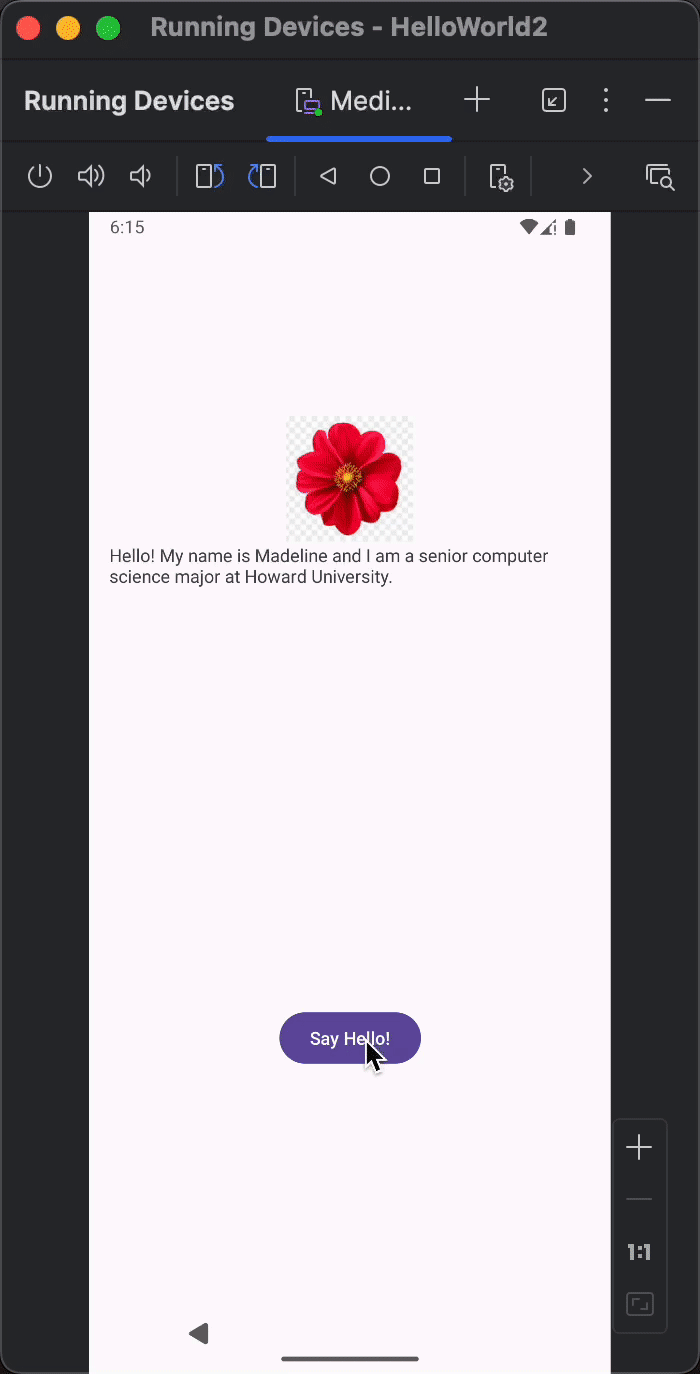 Running Devices - HelloWorld2
Running Devices
Medi...
6:15
Hello! My name is Madeline and I am a senior computer
science major at Howard University.
Say Hello!
1:1